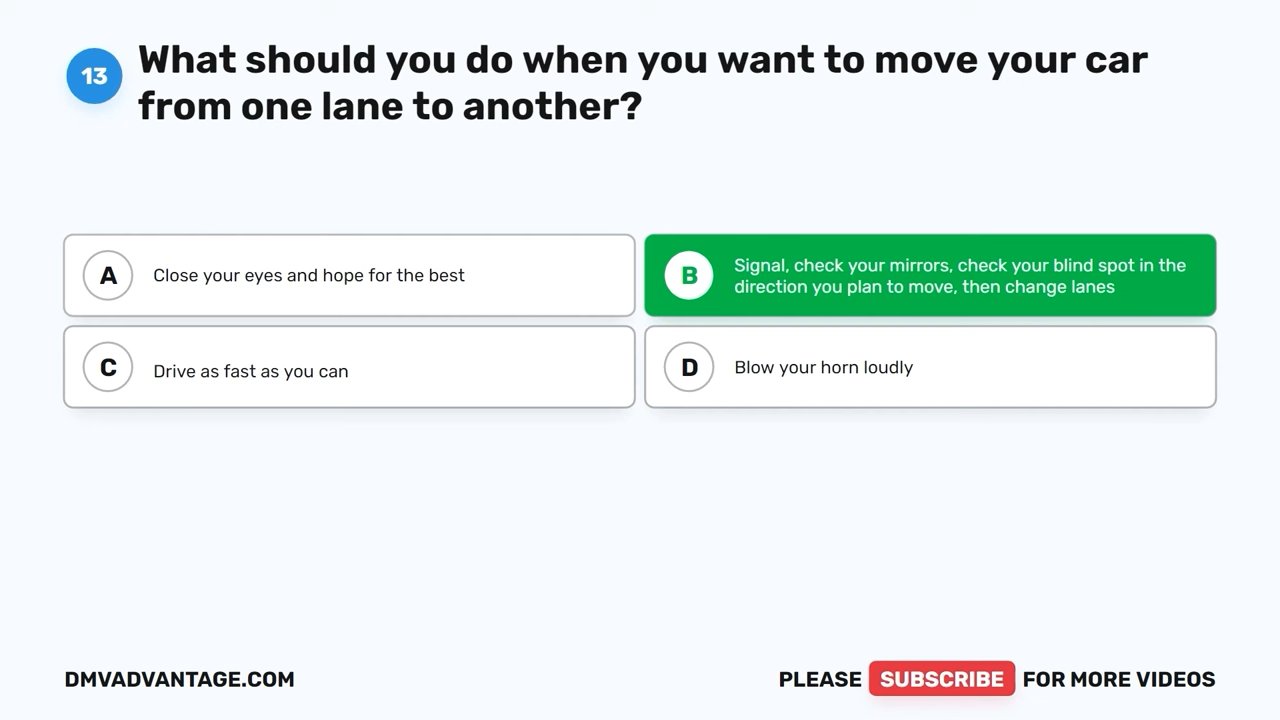 13
What should you do when you want to move your car
from one lane to another?
A
Close your eyes and hope for the best
B
Signal, check your mirrors, check your blind spot in the
direction you plan to move, then change lanes
C
Drive as fast as you can
D
Blow your horn loudly
DMVADVANTAGE.COM
PLEASE SUBSCRIBE FOR MORE VIDEOS